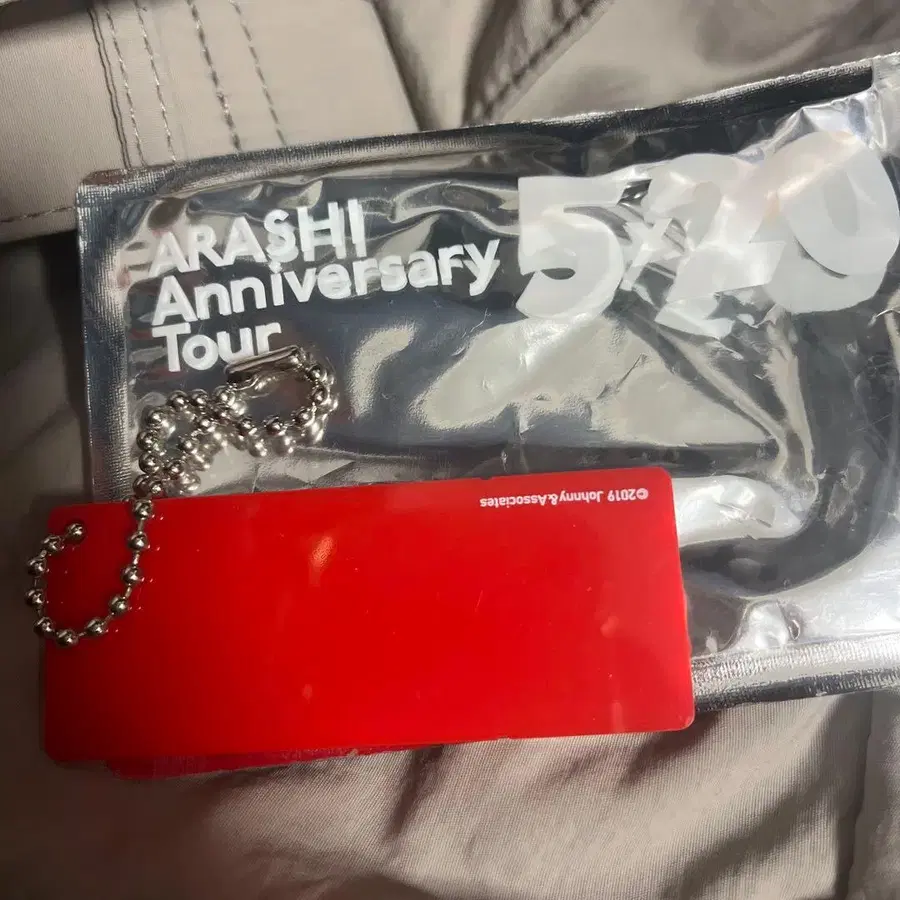 ARASHI
Anniversary
Tour
5×20
©2019 Johnny&Associates